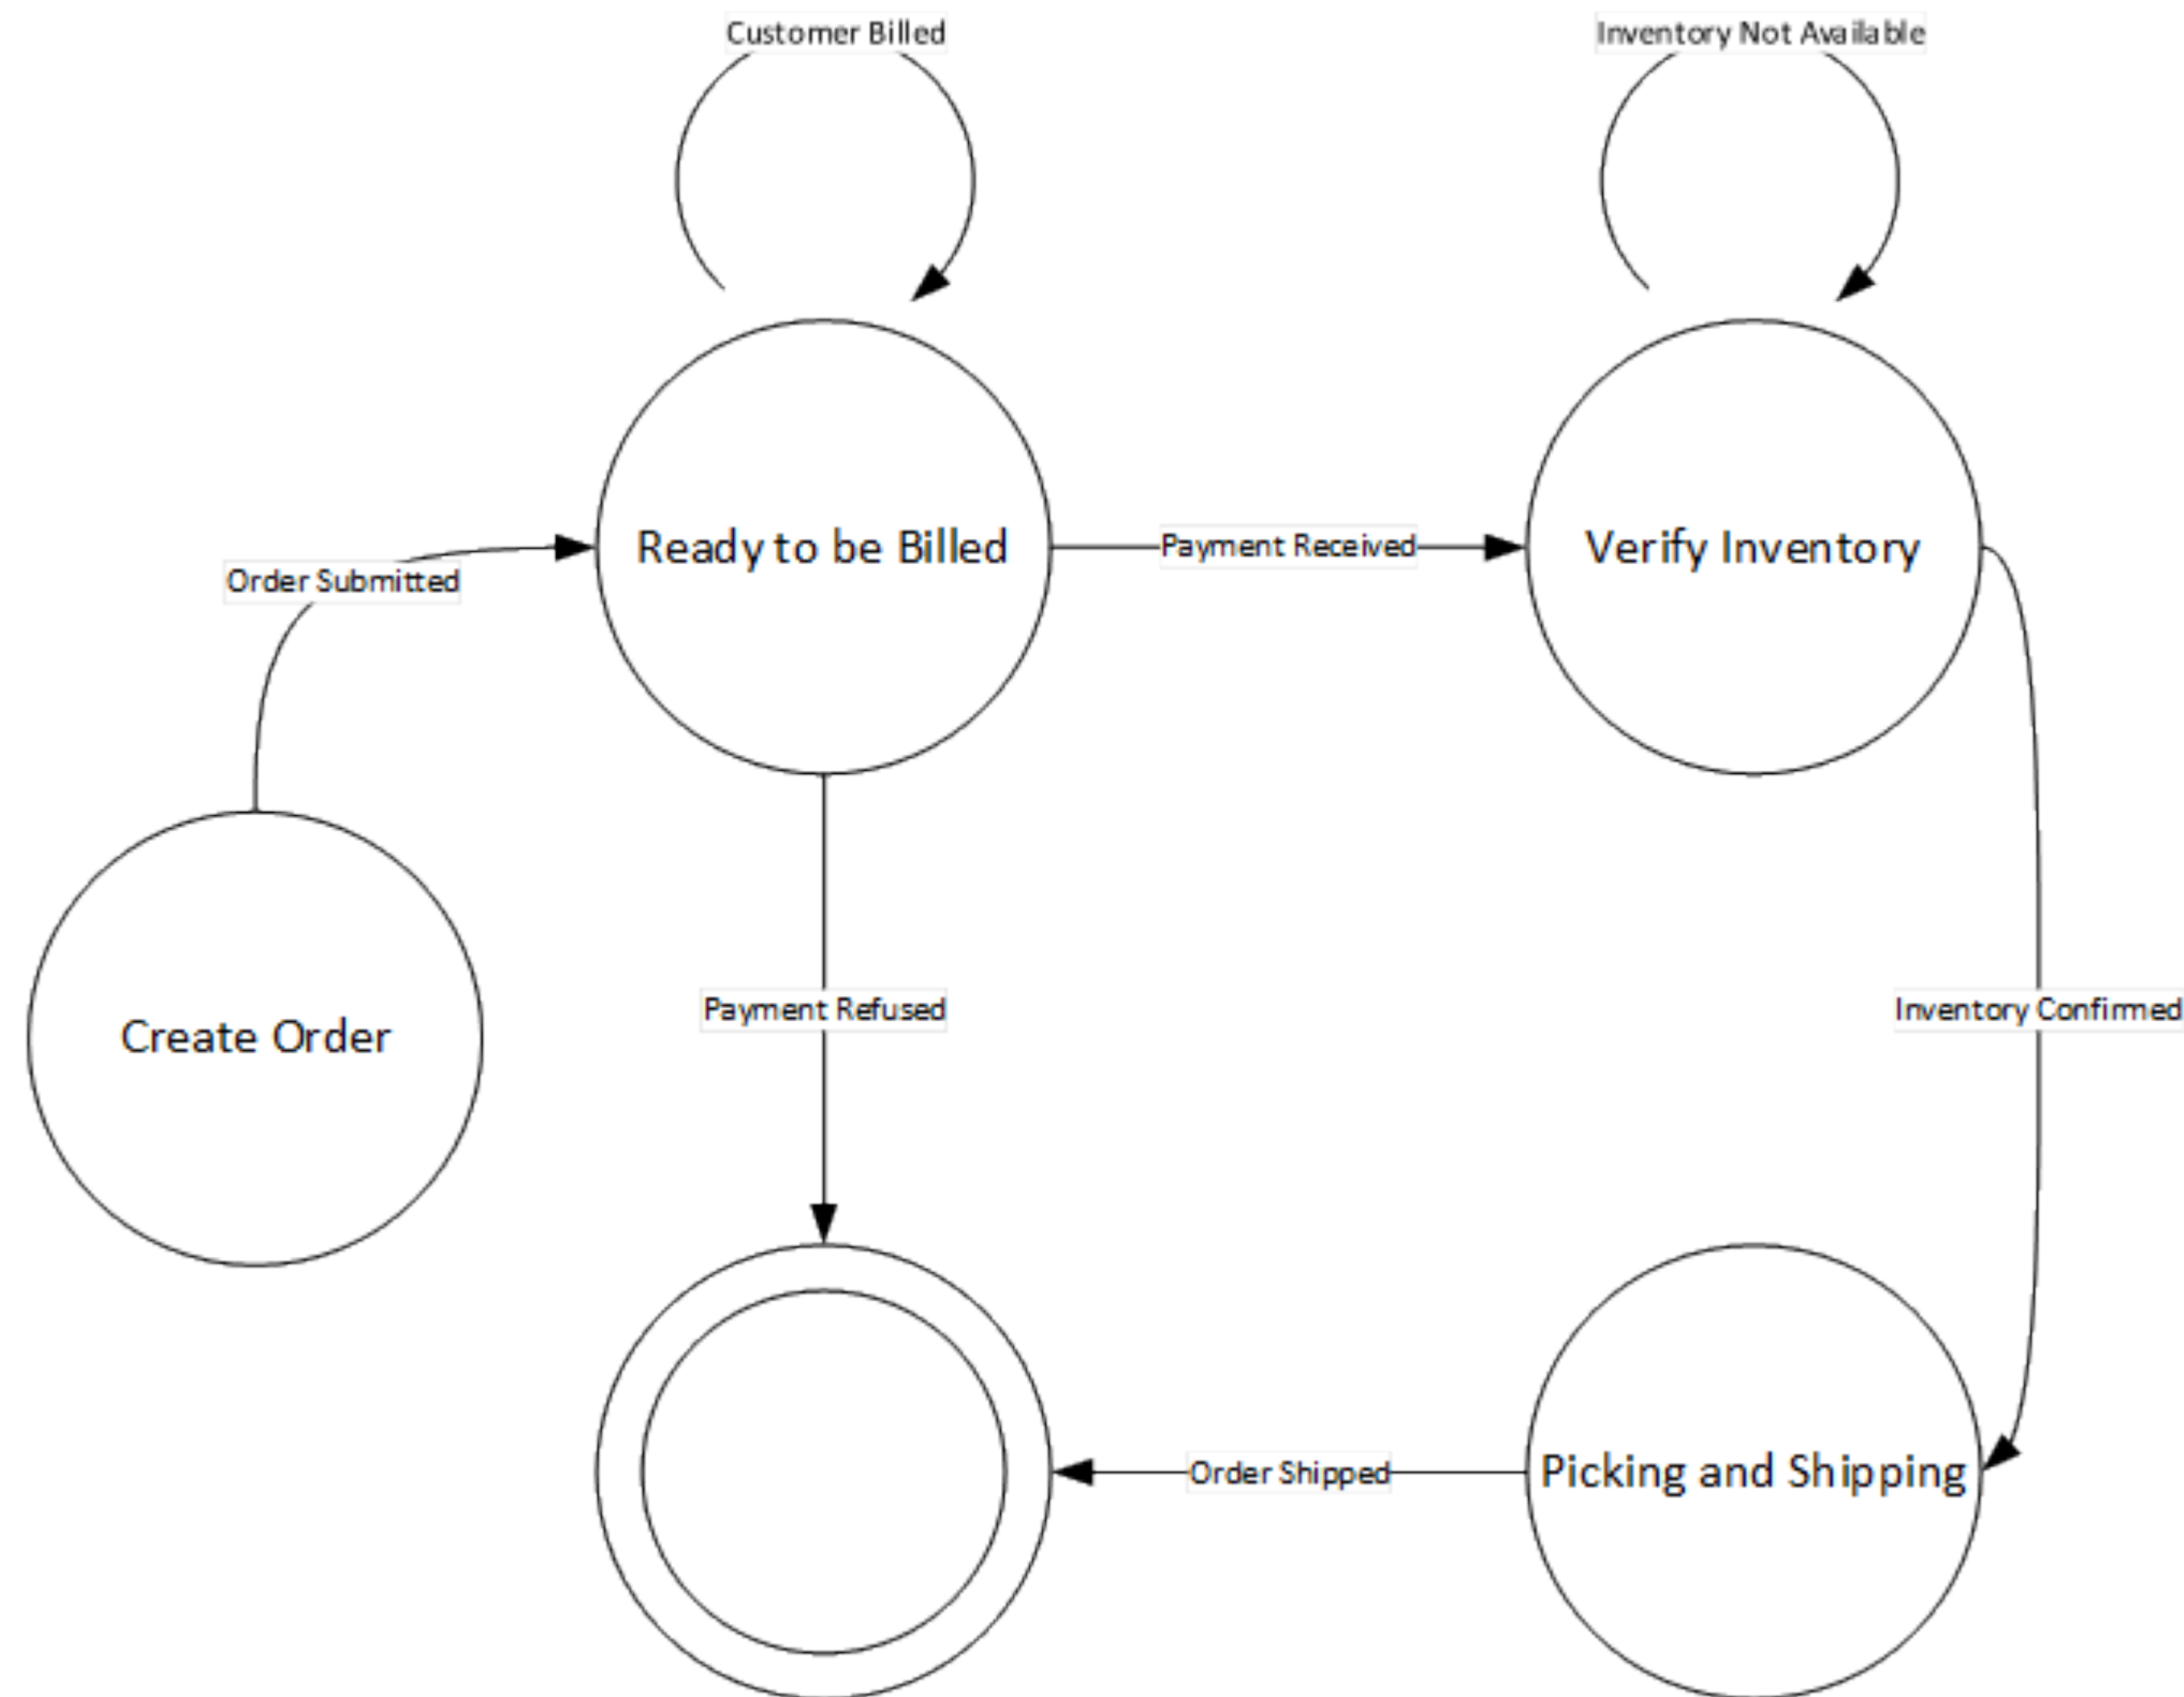 Customer Billed
Inventory Not Available
Ready to be Billed
Payment Received
Verify Inventory
Order Submitted
Create Order
Payment Refused
Inventory Confirmed
Order Shipped
Picking and Shipping